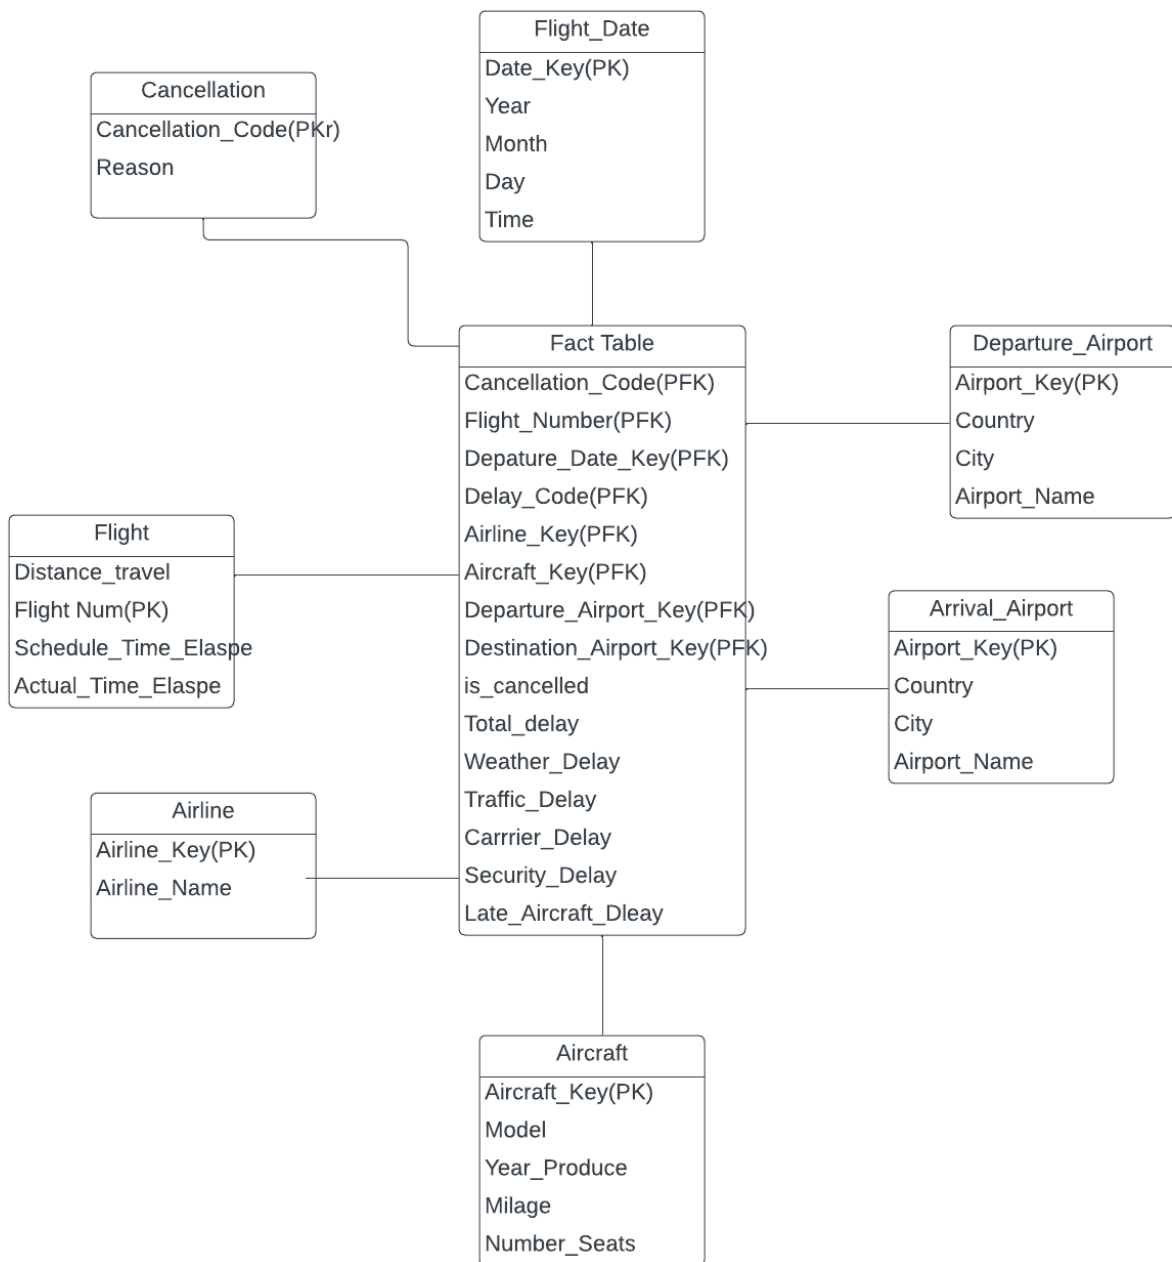 Flight_Date
Date_Key(PK)
Year
Month
Day
Time
Cancellation
Cancellation_Code(PKr)
Reason
Fact Table
Cancellation_Code(PFK)
Flight_Number(PFK)
Depature_Date_Key(PFK)
Delay_Code(PFK)
Airline_Key(PFK)
Aircraft_Key(PFK)
Departure_Airport_Key(PFK)
Destination_Airport_Key(PFK)
is_cancelled
Total_delay
Weather_Delay
Traffic_Delay
Carrrier_Delay
Security_Delay
Late_Aircraft_Dleay
Departure_Airport
Airport_Key(PK)
Country
City
Airport_Name
Flight
Distance_travel
Flight Num(PK)
Schedule_Time_Elaspe
Actual_Time_Elaspe
Arrival_Airport
Airport_Key(PK)
Country
City
Airport_Name
Airline
Airline_Key(PK)
Airline_Name
Aircraft
Aircraft_Key(PK)
Model
Year_Produce
Milage
Number_Seats